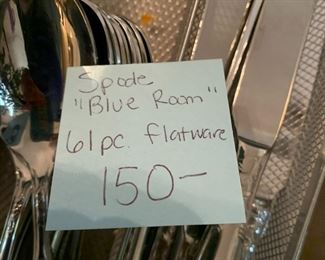 Spode
"Blue Room"
61pc. flatware
150-